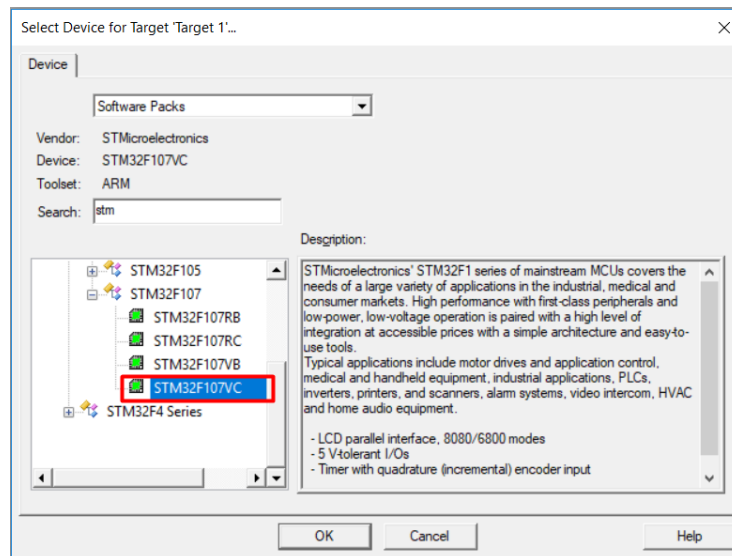 Select Device for Target 'Target 1'...
Device
Software Packs
Vendor: STMicroelectronics
Device: STM32F107VC
Toolset: ARM
Search: stm
Description:
STM32F105
STM32F107
STM32F107RB
STM32F107RC
STM32F107VB
STM32F107VC
STM32F4 Series
STMicroelectronics' STM32F1 series of mainstream MCUs covers the
needs of a large variety of applications in the industrial, medical and
consumer markets. High performance with first-class peripherals and
low-power, low-voltage operation is paired with a high level of
integration at accessible prices with a simple architecture and easy-to-
use tools.
Typical applications include motor drives and application control,
medical and handheld equipment, industrial applications, PLCs,
inverters, printers, and scanners, alarm systems, video intercom, HVAC
and home audio equipment.
- LCD parallel interface, 8080/6800 modes
- 5 V-tolerant I/Os
- Timer with quadrature (incremental) encoder input
OK
Cancel
Help